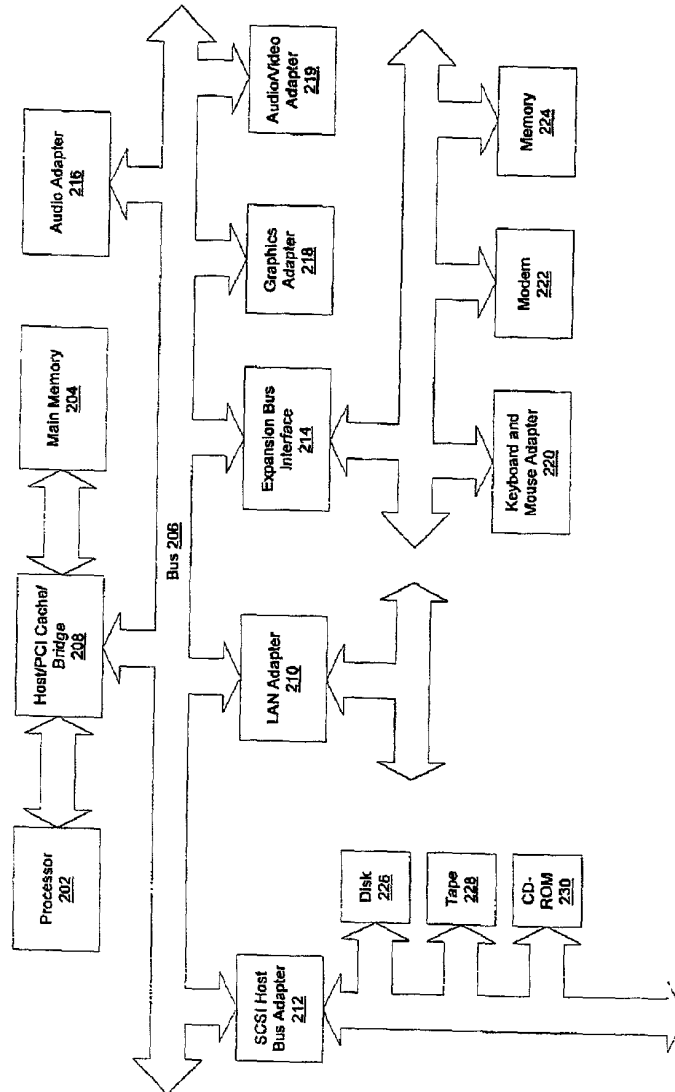 Processor
202
Host/PCI Cache/
Bridge
208
Main Memory
204
Audio Adapter
216
Bus 206
SCSI Host
Bus Adapter
212
LAN Adapter
210
Expansion Bus
Interface
214
Graphics
Adapter
218
Audio/Video
Adapter
219
Disk
226
Tape
228
CD-
ROM
230
Keyboard and
Mouse Adapter
220
Modem
222
Memory
224